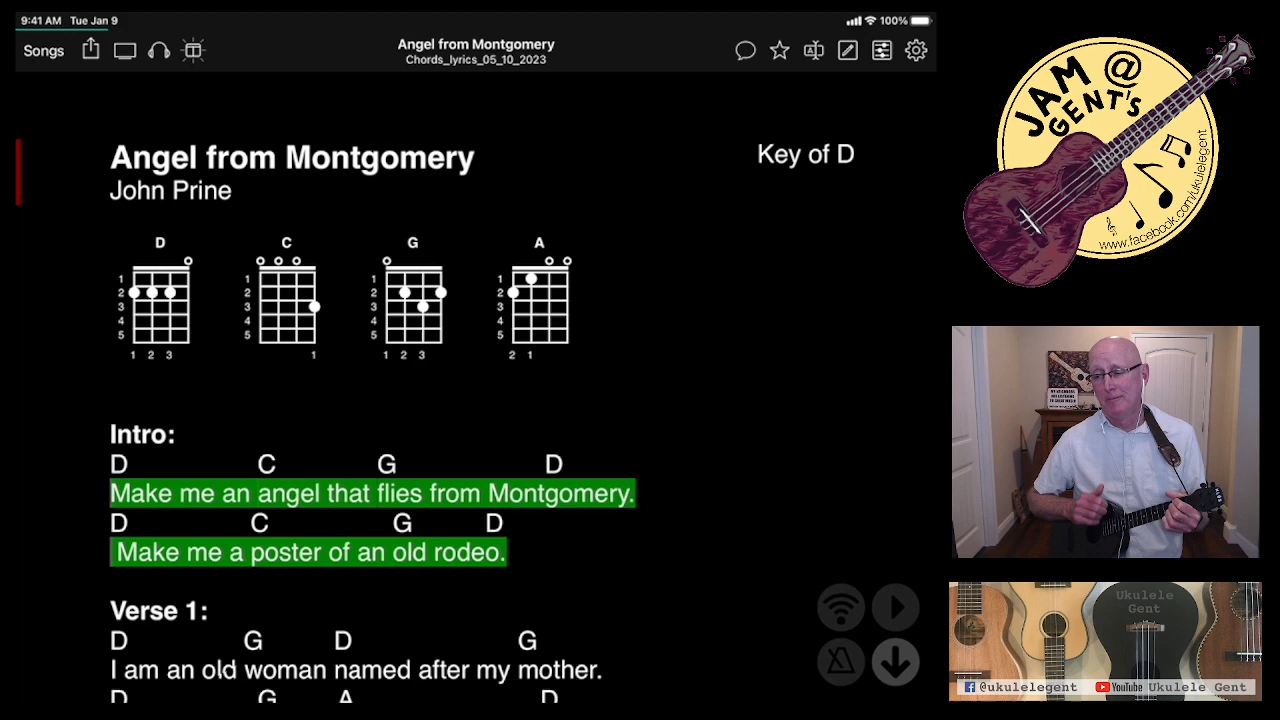 9:41 AM Tue Jan 9
100%
Songs
Angel from Montgomery
Chords_lyrics_05_10_2023
Angel from Montgomery
Key of D
John Prine
D C G A
1 1 1 1
2 2 2 2
3 3 3 3
4 4 4 4
5 5 5 5
1 2 3 1 1 2 3 2 1
Intro:
D C G D
Make me an angel that flies from Montgomery.
D C G D
Make me a poster of an old rodeo.
Verse 1:
D G D G
I am an old woman named after my mother.
D G A D
JAM @
GENT'S
www.facebook.com/ukulelegent
Ukulele
Gent
@ukulelegent YouTube Ukulele Gent